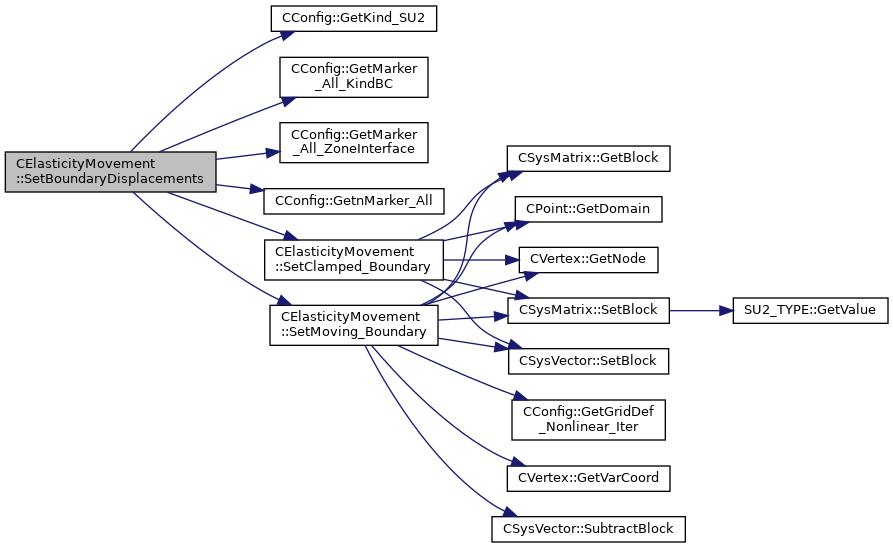 CElasticityMovement
::SetBoundaryDisplacements
CConfig::GetKind_SU2
CConfig::GetMarker
_All_KindBC
CConfig::GetMarker
_All_ZoneInterface
CConfig::GetnMarker_All
CElasticityMovement
::SetClamped_Boundary
CElasticityMovement
::SetMoving_Boundary
CSysMatrix::GetBlock
CPoint::GetDomain
CVertex::GetNode
CSysMatrix::SetBlock
CSysVector::SetBlock
CConfig::GetGridDef
_Nonlinear_Iter
CVertex::GetVarCoord
CSysVector::SubtractBlock
SU2_TYPE::GetValue